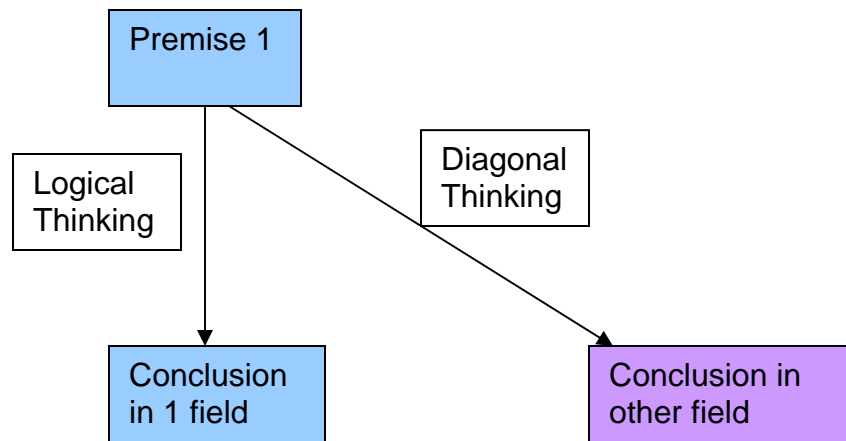 Premise 1
Logical
Thinking
Diagonal
Thinking
Conclusion
in 1 field
Conclusion in
other field